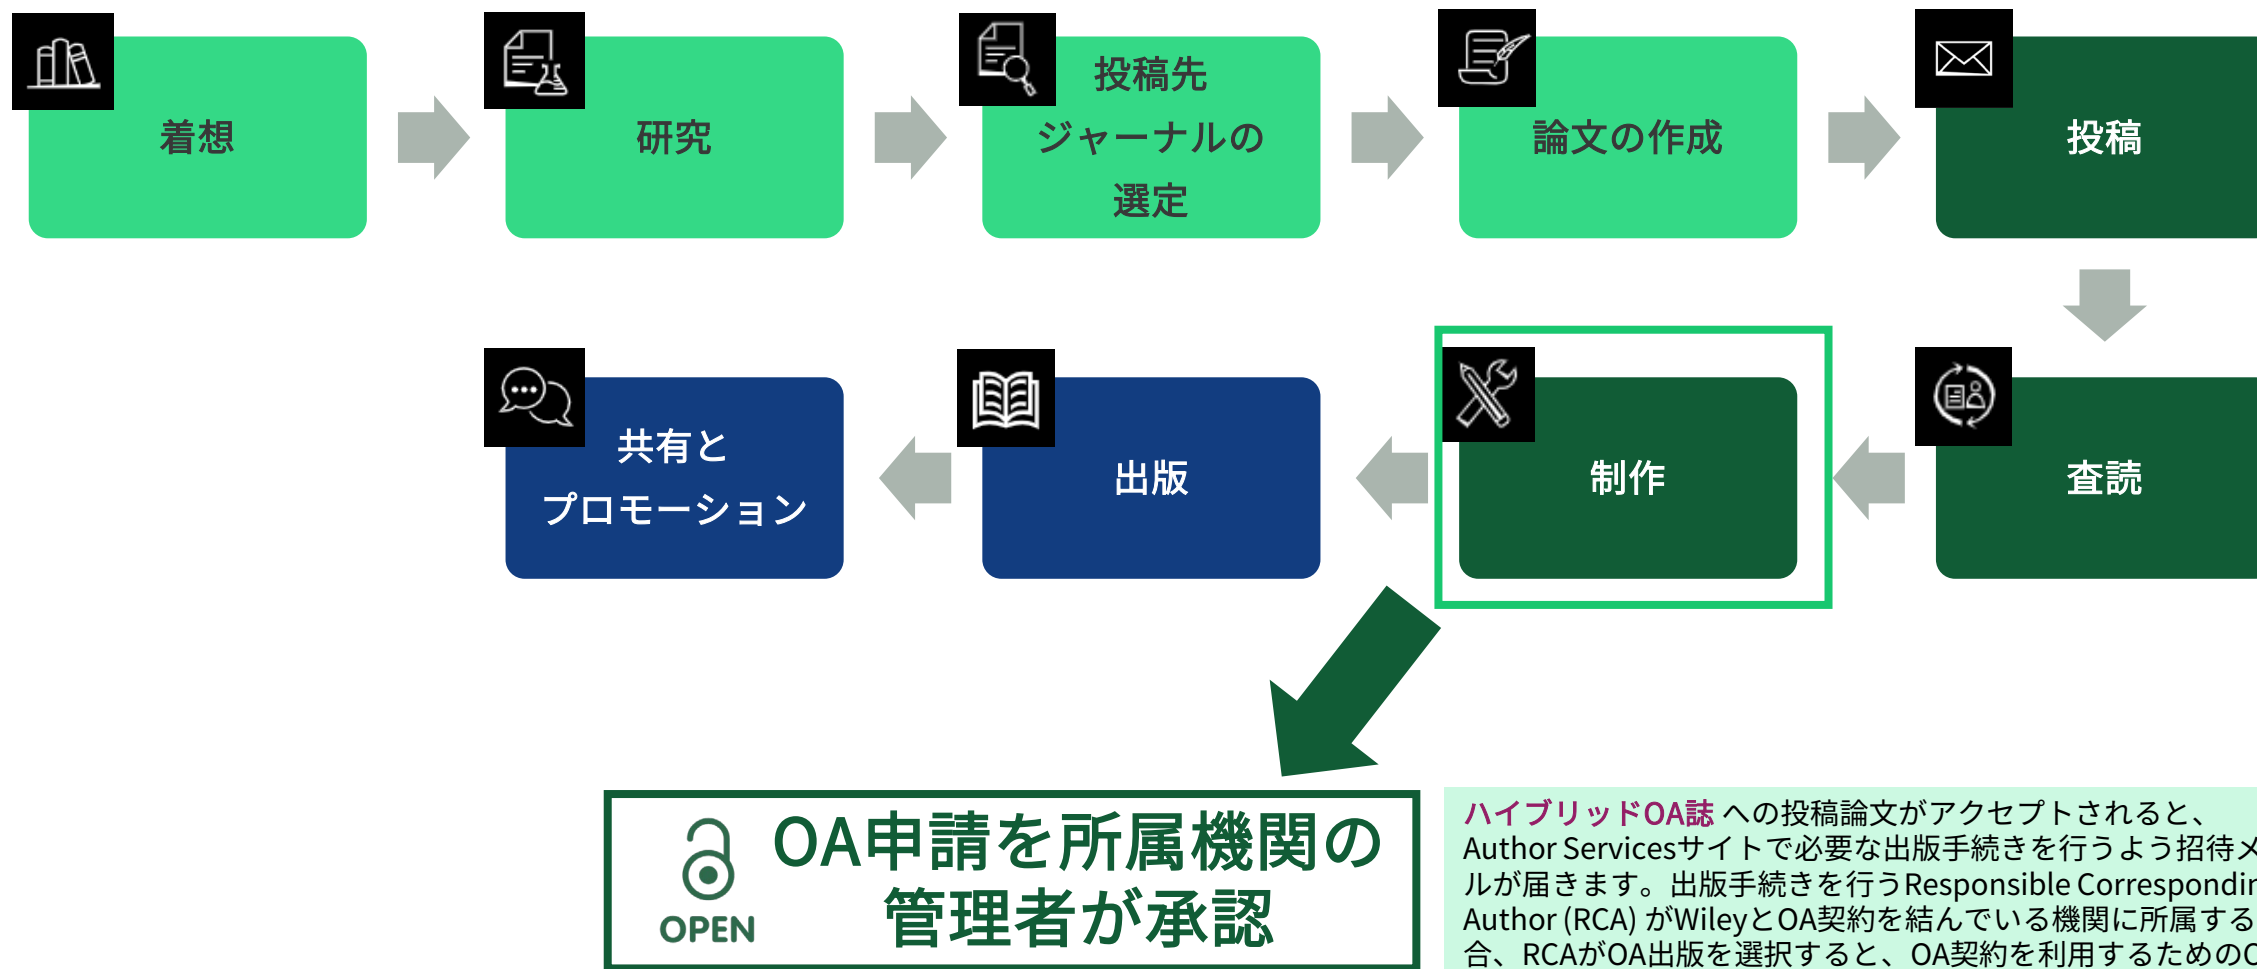 着想
研究
投稿先
ジャーナルの
選定
論文の作成
投稿
共有と
プロモーション
出版
制作
査読
OA申請を所属機関の
管理者が承認
OPEN
ハイブリッドOA誌 への投稿論文がアクセプトされると、
Author Servicesサイトで必要な出版手続きを行うよう招待メ
ルが届きます。出版手続きを行うResponsible Correspondin
Author (RCA) がWileyとOA契約を結んでいる機関に所属する
合、RCAがOA出版を選択すると、OA契約を利用するための